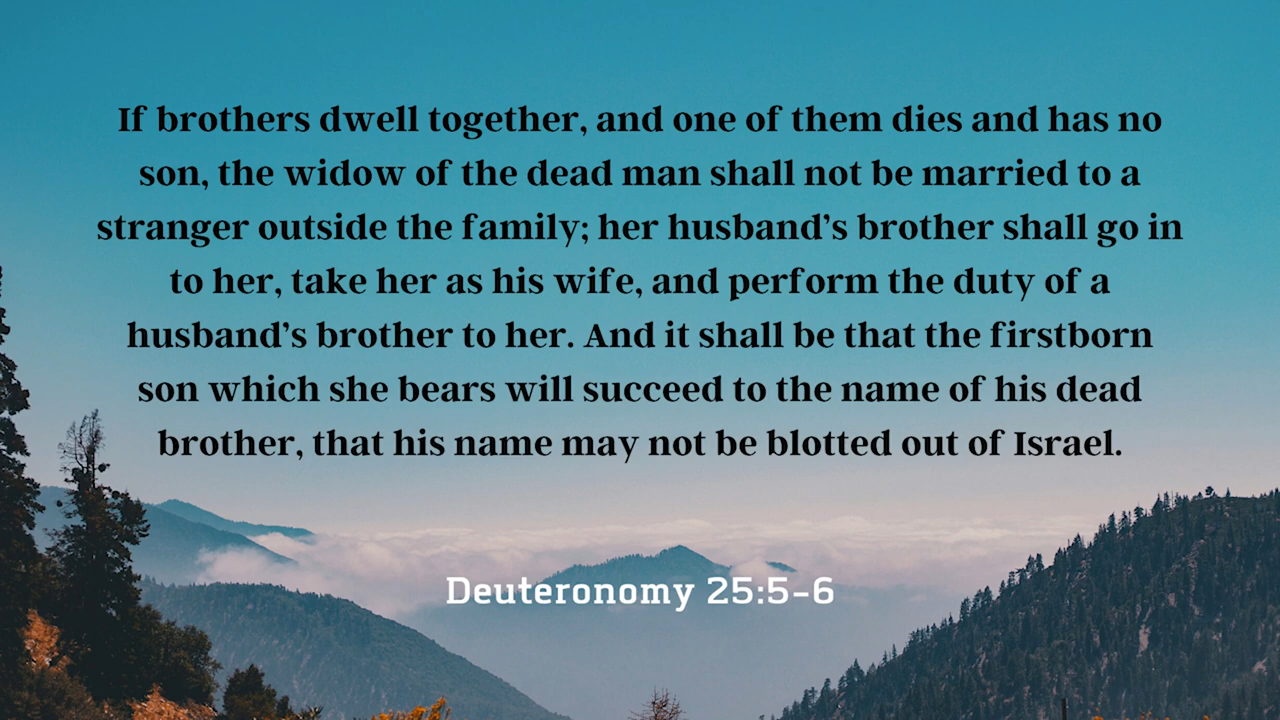 If brothers dwell together, and one of them dies and has no
son, the widow of the dead man shall not be married to a
stranger outside the family; her husband’s brother shall go in
to her, take her as his wife, and perform the duty of a
husband’s brother to her. And it shall be that the firstborn
son which she bears will succeed to the name of his dead
brother, that his name may not be blotted out of Israel.
Deuteronomy 25:5-6